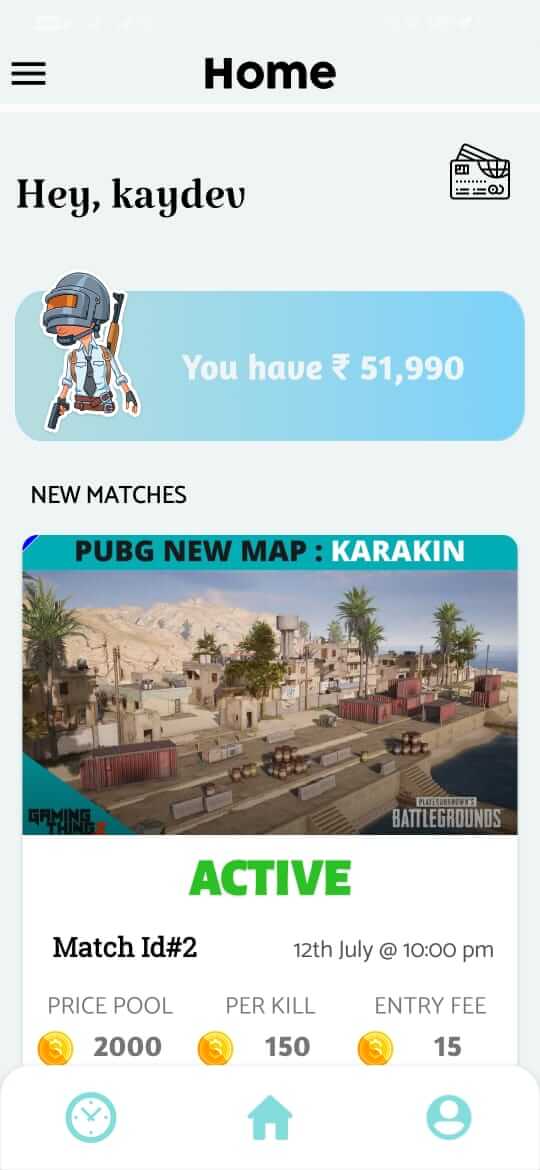 Home
Hey, kaydev
You have ₹ 51,990
NEW MATCHES
PUBG NEW MAP : KARAKIN
GAMING
THINGZ
PLAYERUNKNOWN'S
BATTLEGROUNDS
ACTIVE
Match Id#2
12th July @ 10:00 pm
PRICE POOL PER KILL ENTRY FEE
2000 150 15